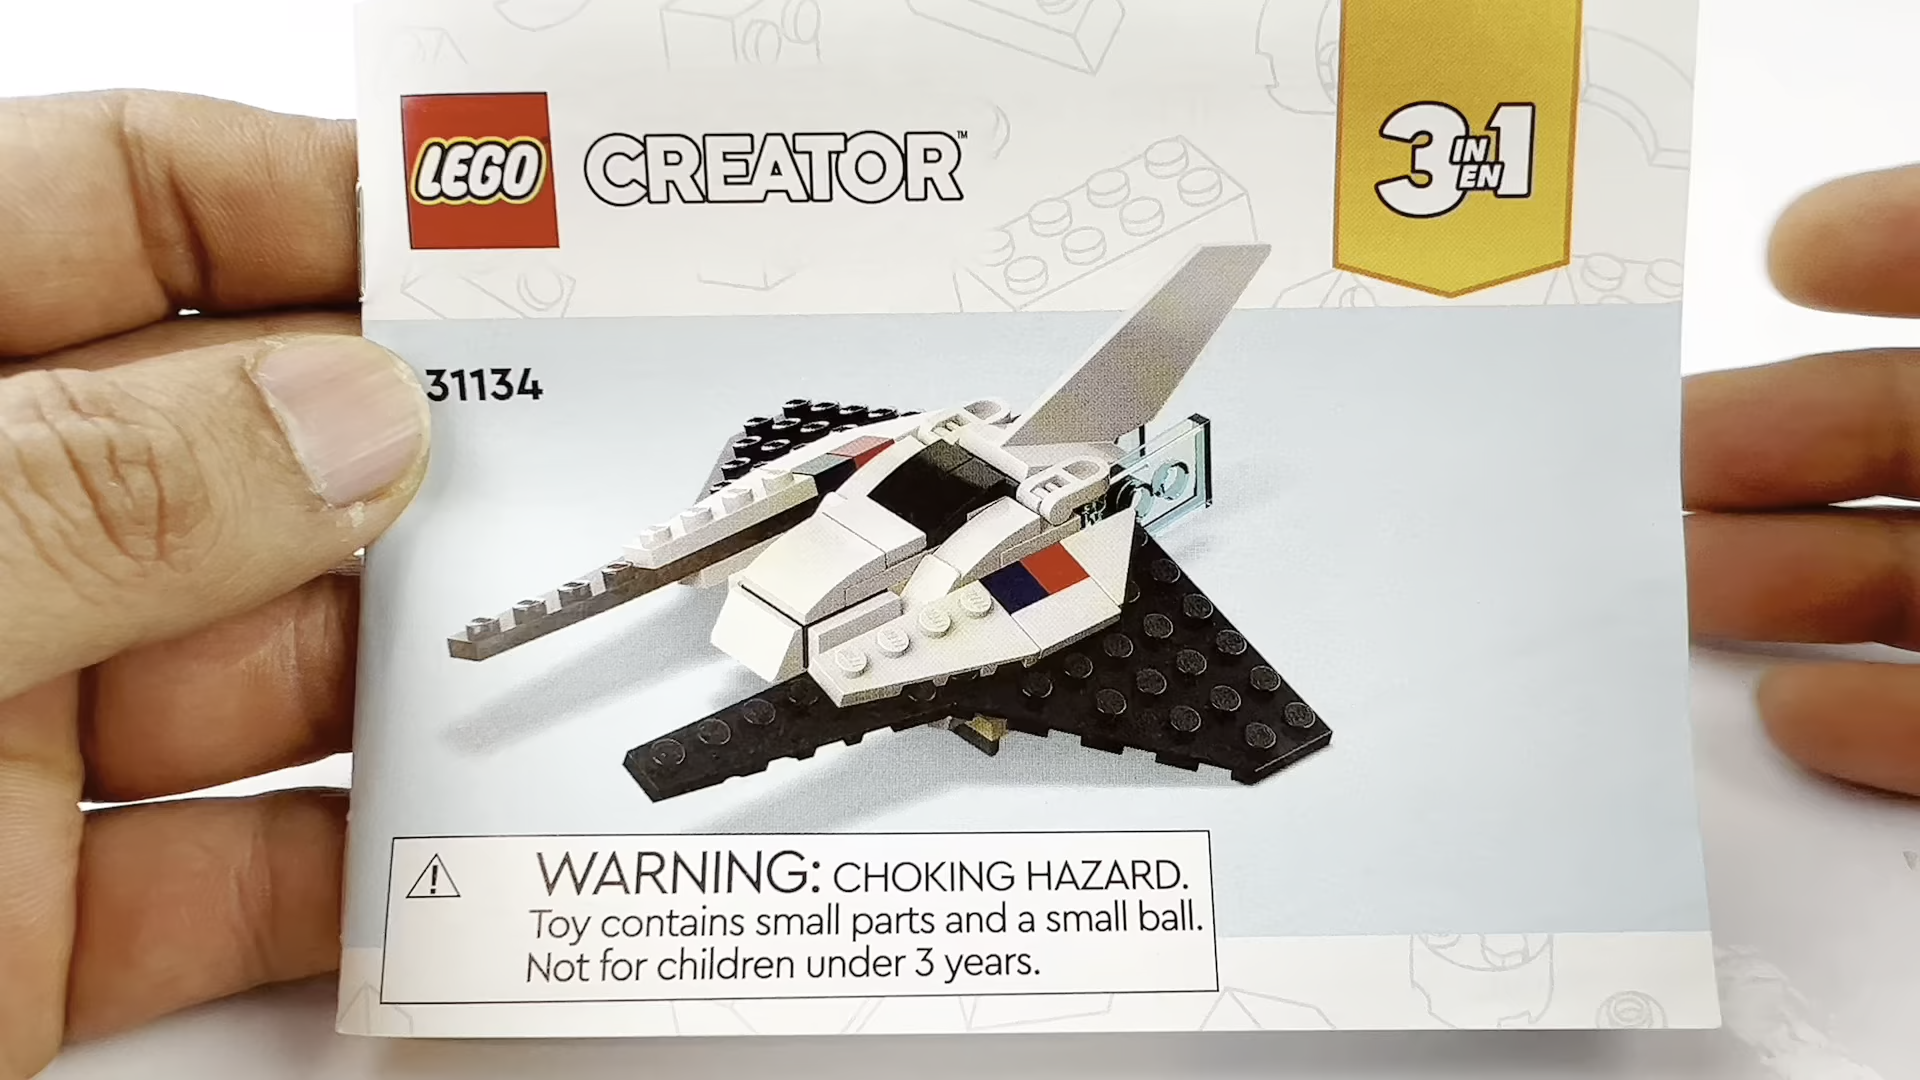 LEGO CREATOR™
3 IN EN 1
31134
WARNING: CHOKING HAZARD.
Toy contains small parts and a small ball.
Not for children under 3 years.